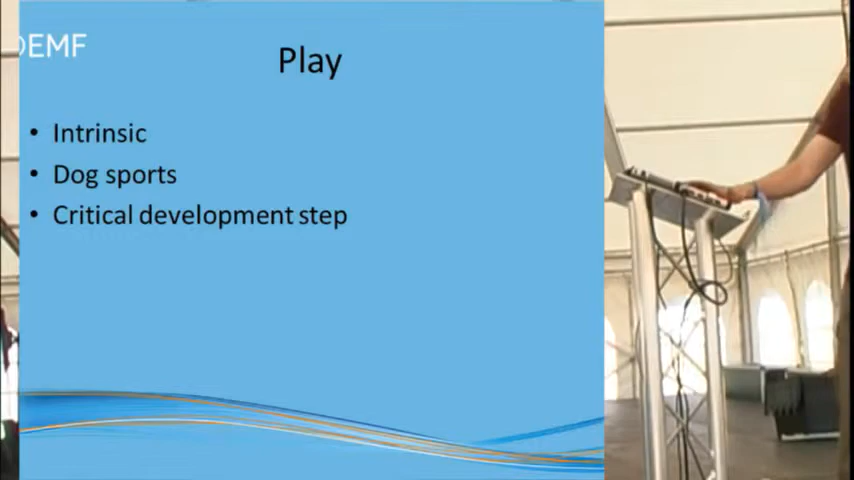 EMF
Play
• Intrinsic
• Dog sports
• Critical development step